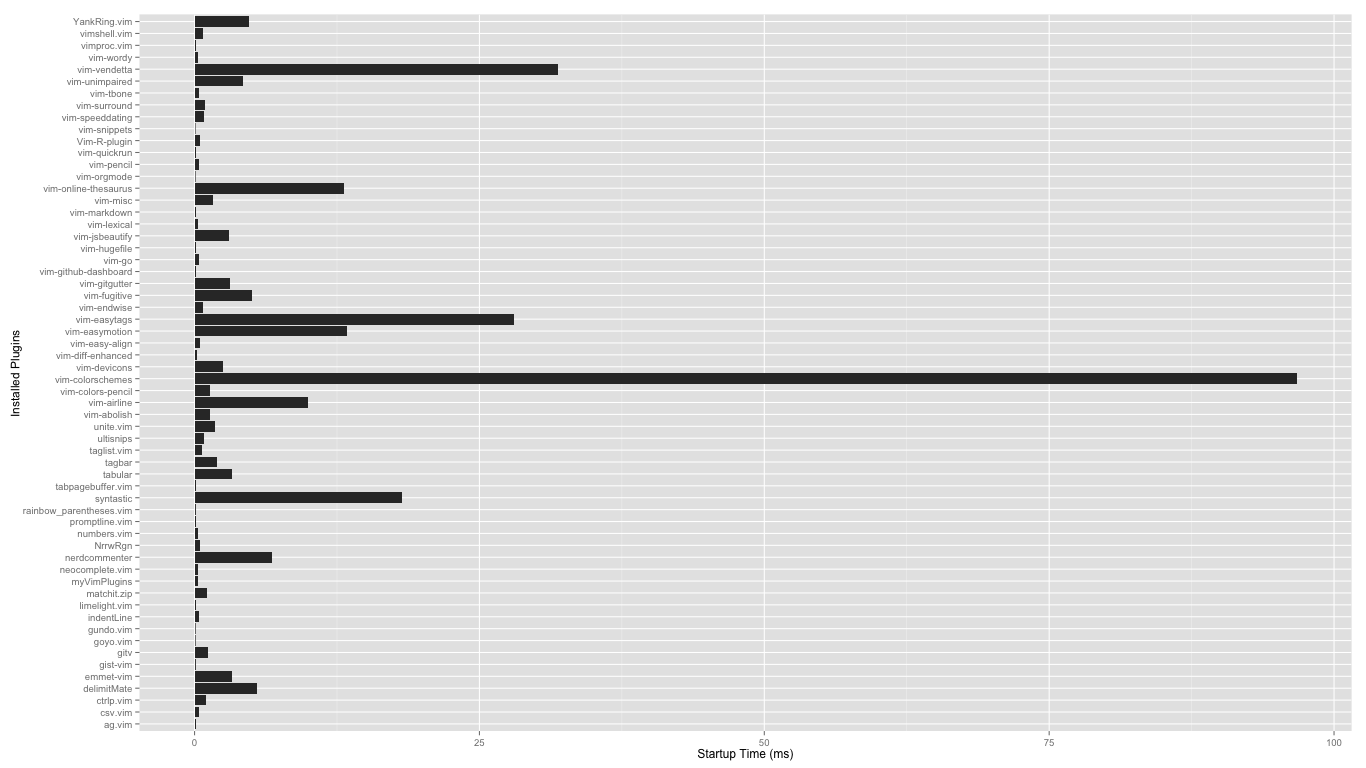 YankRing.vim
vimshell.vim
vimproc.vim
vim-wordy
vim-vendetta
vim-unimpaired
vim-tbone
vim-surround
vim-speeddating
vim-snippets
Vim-R-plugin
vim-quickrun
vim-pencil
vim-orgmode
vim-online-thesaurus
vim-misc
vim-markdown
vim-lexical
vim-jsbeautify
vim-hugefile
vim-go
vim-github-dashboard
vim-gitgutter
vim-fugitive
vim-endwise
vim-easytags
vim-easymotion
vim-easy-align
vim-diff-enhanced
vim-devicons
vim-colorschemes
vim-colors-pencil
vim-airline
vim-abolish
unite.vim
ultisnips
taglist.vim
tagbar
tabular
tabpagebuffer.vim
syntastic
rainbow_parentheses.vim
promptline.vim
numbers.vim
NrrwRgn
nerdcommenter
neocomplete.vim
myVimPlugins
matchit.zip
limelight.vim
indentLine
gundo.vim
goyo.vim
gitv
gist-vim
emmet-vim
delimitMate
ctrlp.vim
csv.vim
ag.vim
Installed Plugins
0 25 50 75 100
Startup Time (ms)